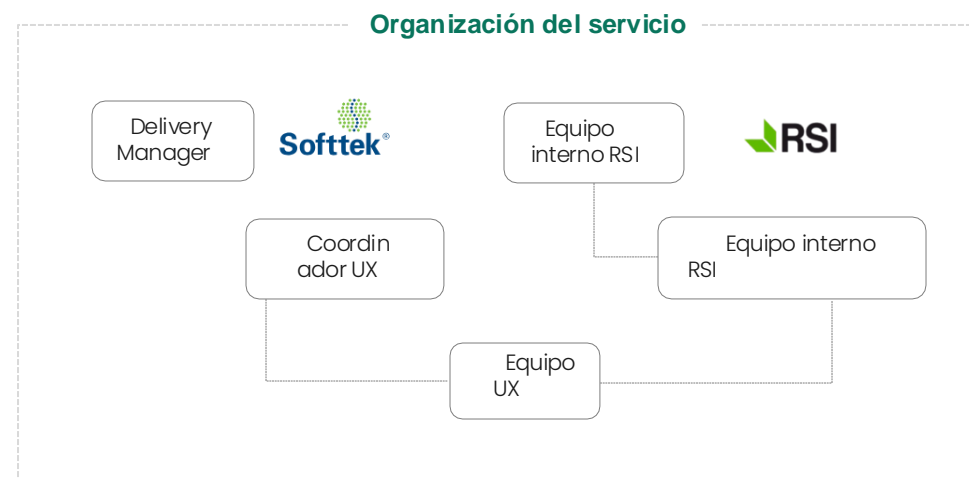 Organización del servicio
Delivery
Manager
Softtek®
Equipo
interno RSI
RSI
Coordin
ador UX
Equipo interno
RSI
Equipo
UX